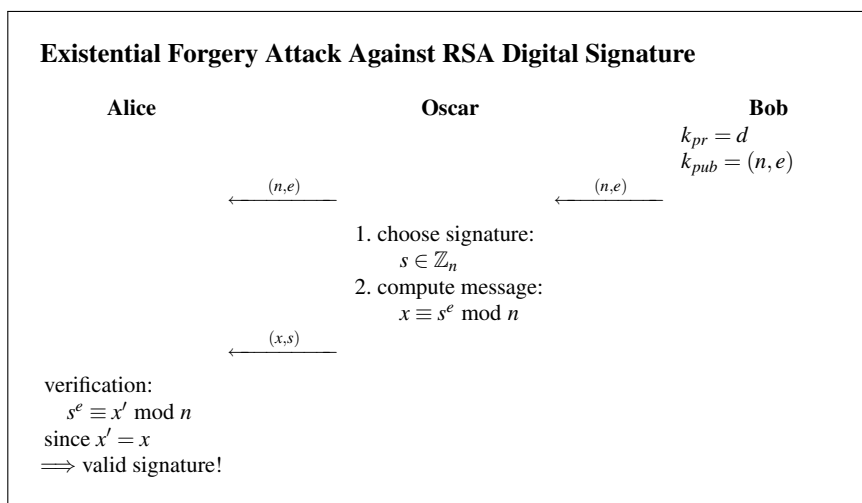 Existential Forgery Attack Against RSA Digital Signature
Alice Oscar Bob
k_pr = d
k_pub = (n, e)
(n,e) (n,e)
1. choose signature:
s ∈ ℤ_n
2. compute message:
x ≡ s^e mod n
(x,s)
verification:
s^e ≡ x′ mod n
since x′ = x
⟹ valid signature!